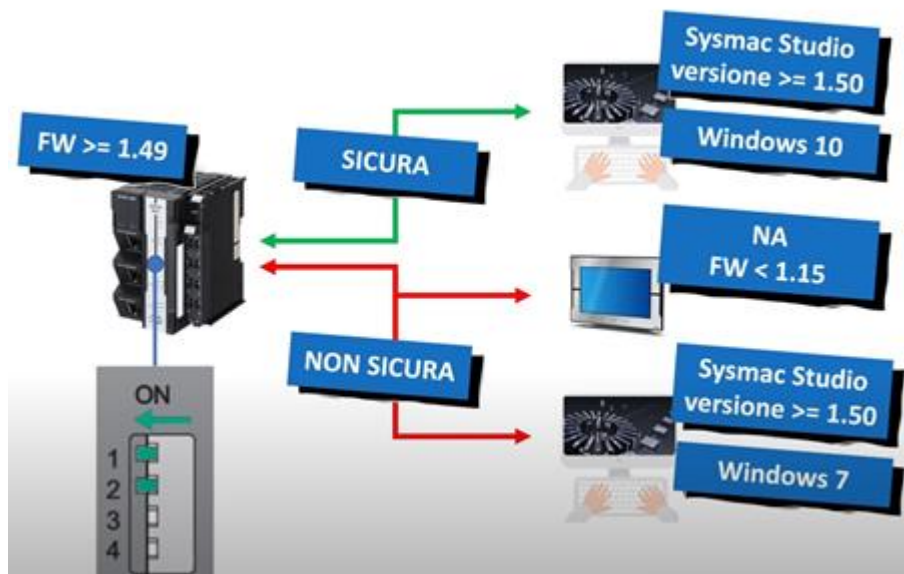 Sysmac Studio
versione >= 1.50
FW >= 1.49
Windows 10
SICURA
NA
FW < 1.15
NON SICURA
Sysmac Studio
versione >= 1.50
ON
Windows 7
1
2
3
4